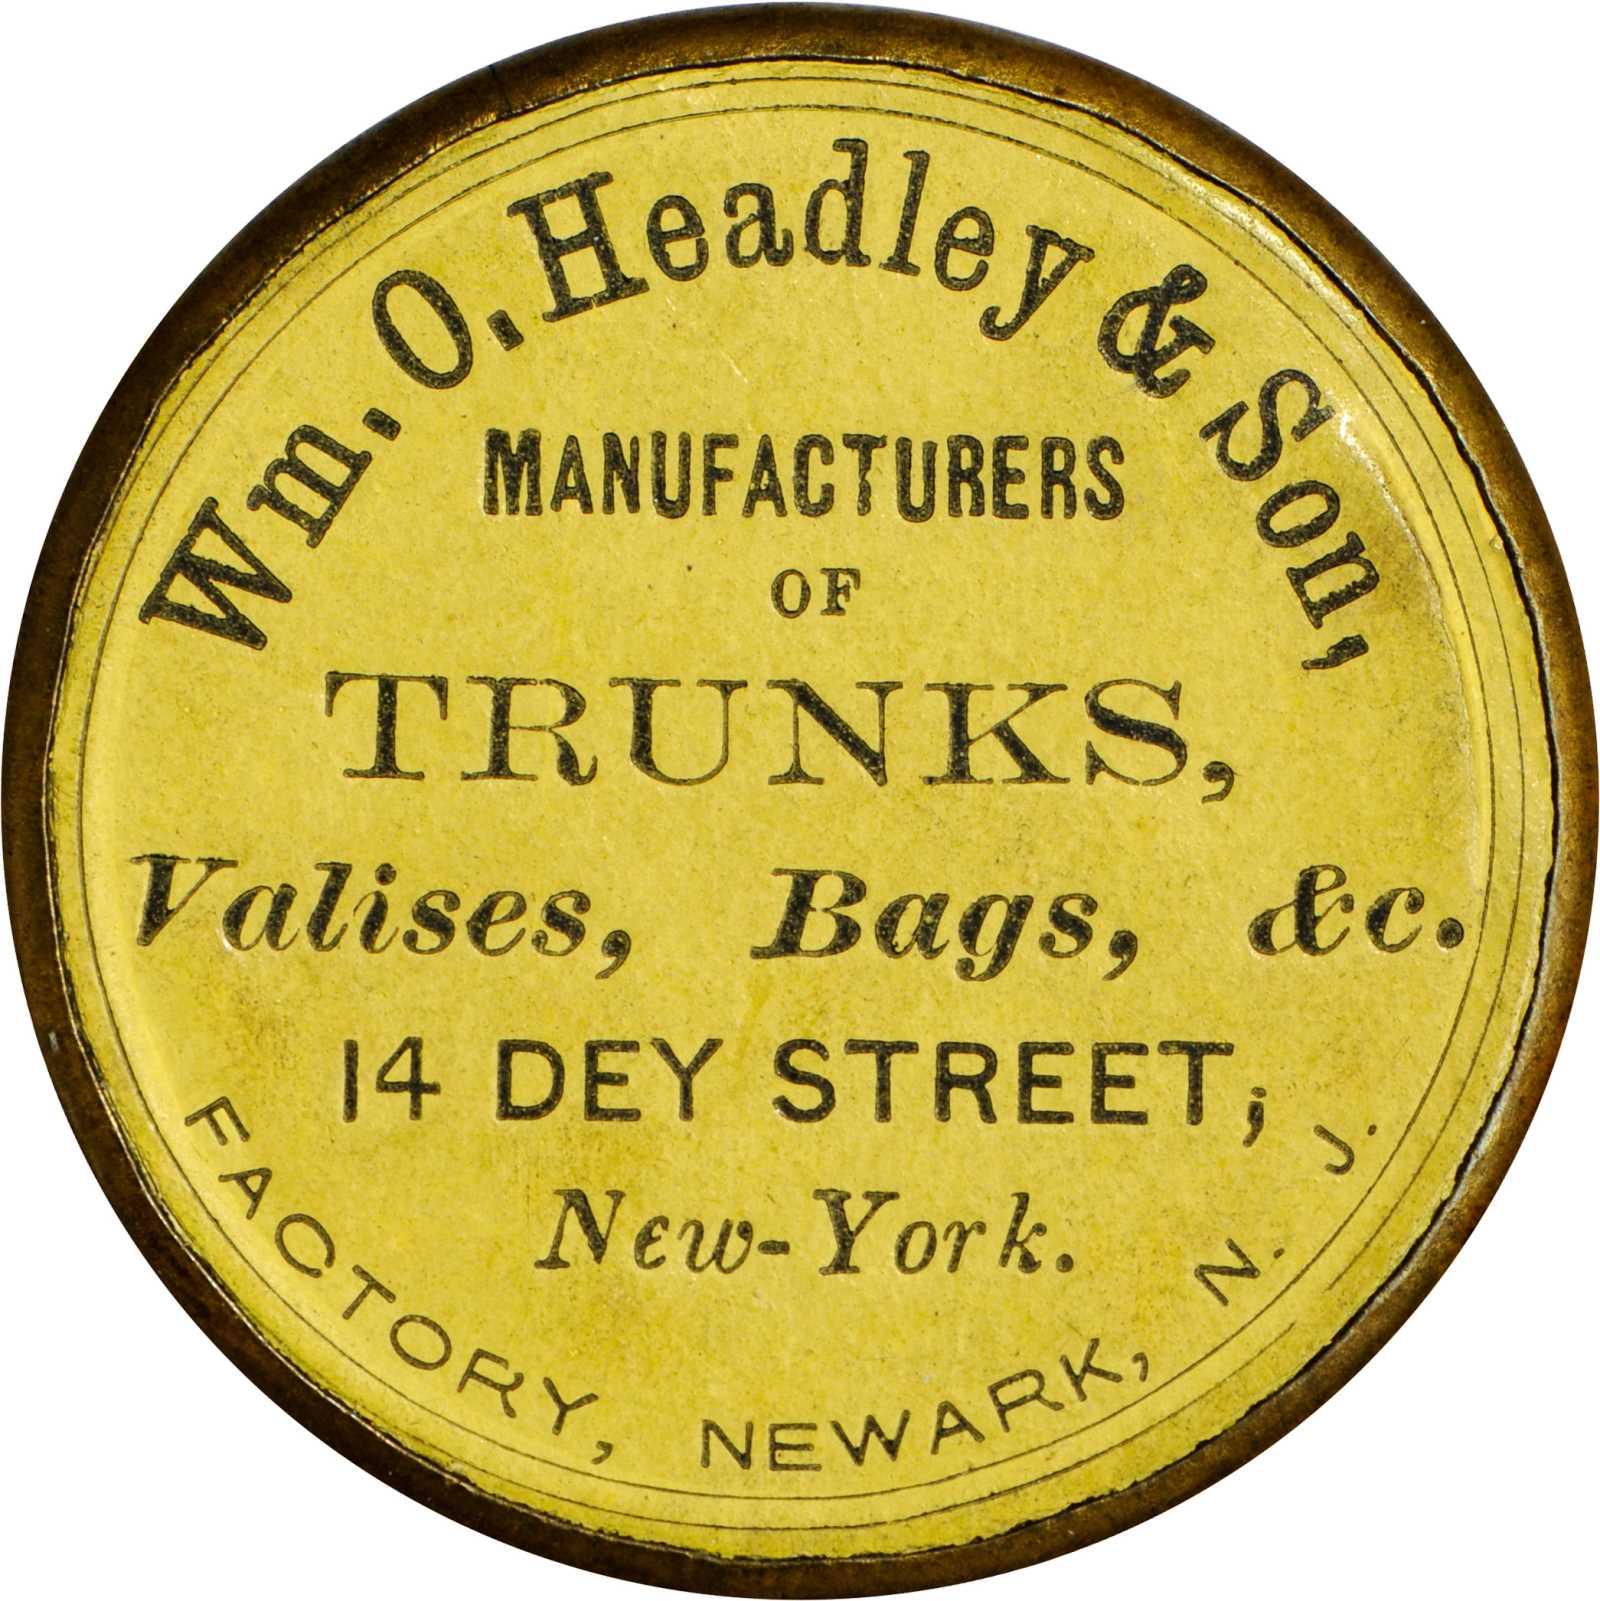 Wm. O. Headley & Son,
MANUFACTURERS
OF
TRUNKS,
Valises, Bags, &c.
14 DEY STREET;
New-York.
FACTORY, NEWARK, N. J.